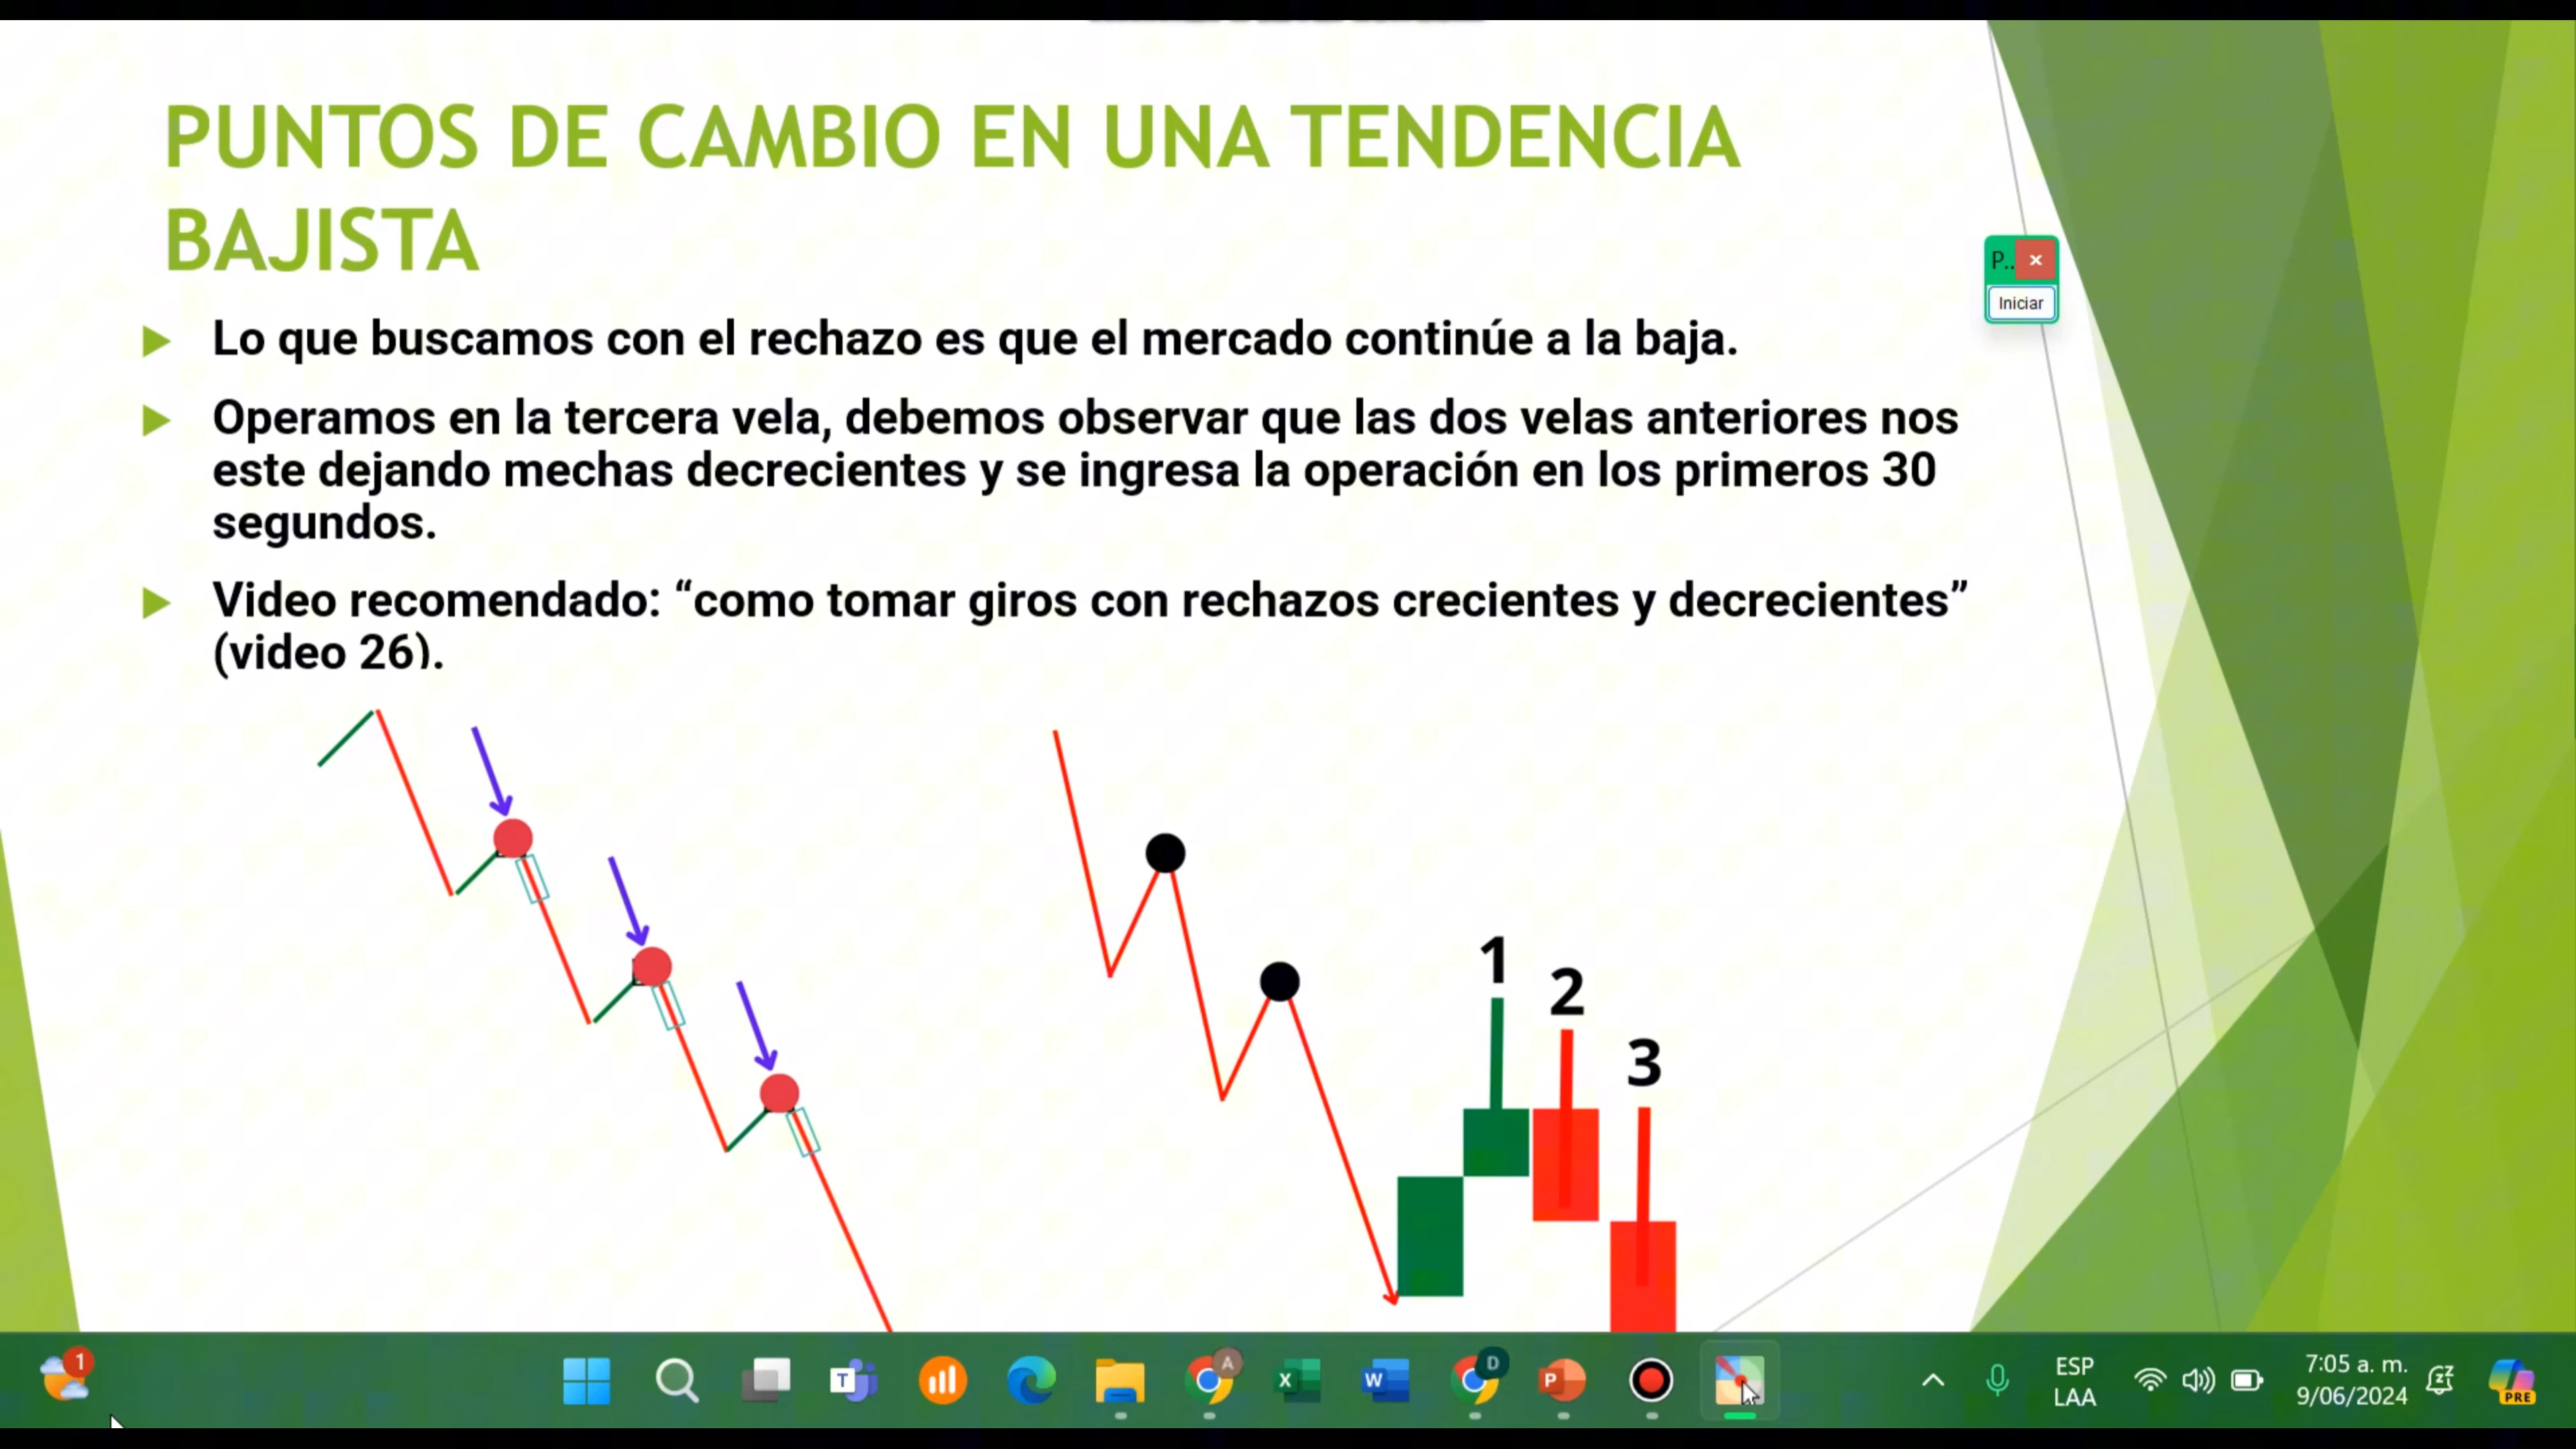 PUNTOS DE CAMBIO EN UNA TENDENCIA
BAJISTA
P..
Iniciar
Lo que buscamos con el rechazo es que el mercado continúe a la baja.
Operamos en la tercera vela, debemos observar que las dos velas anteriores nos
este dejando mechas decrecientes y se ingresa la operación en los primeros 30
segundos.
Video recomendado: “como tomar giros con rechazos crecientes y decrecientes”
(video 26).
1
2
3
1
T
A
X
W
D
P
ESP
LAA
7:05 a. m.
9/06/2024
PRE